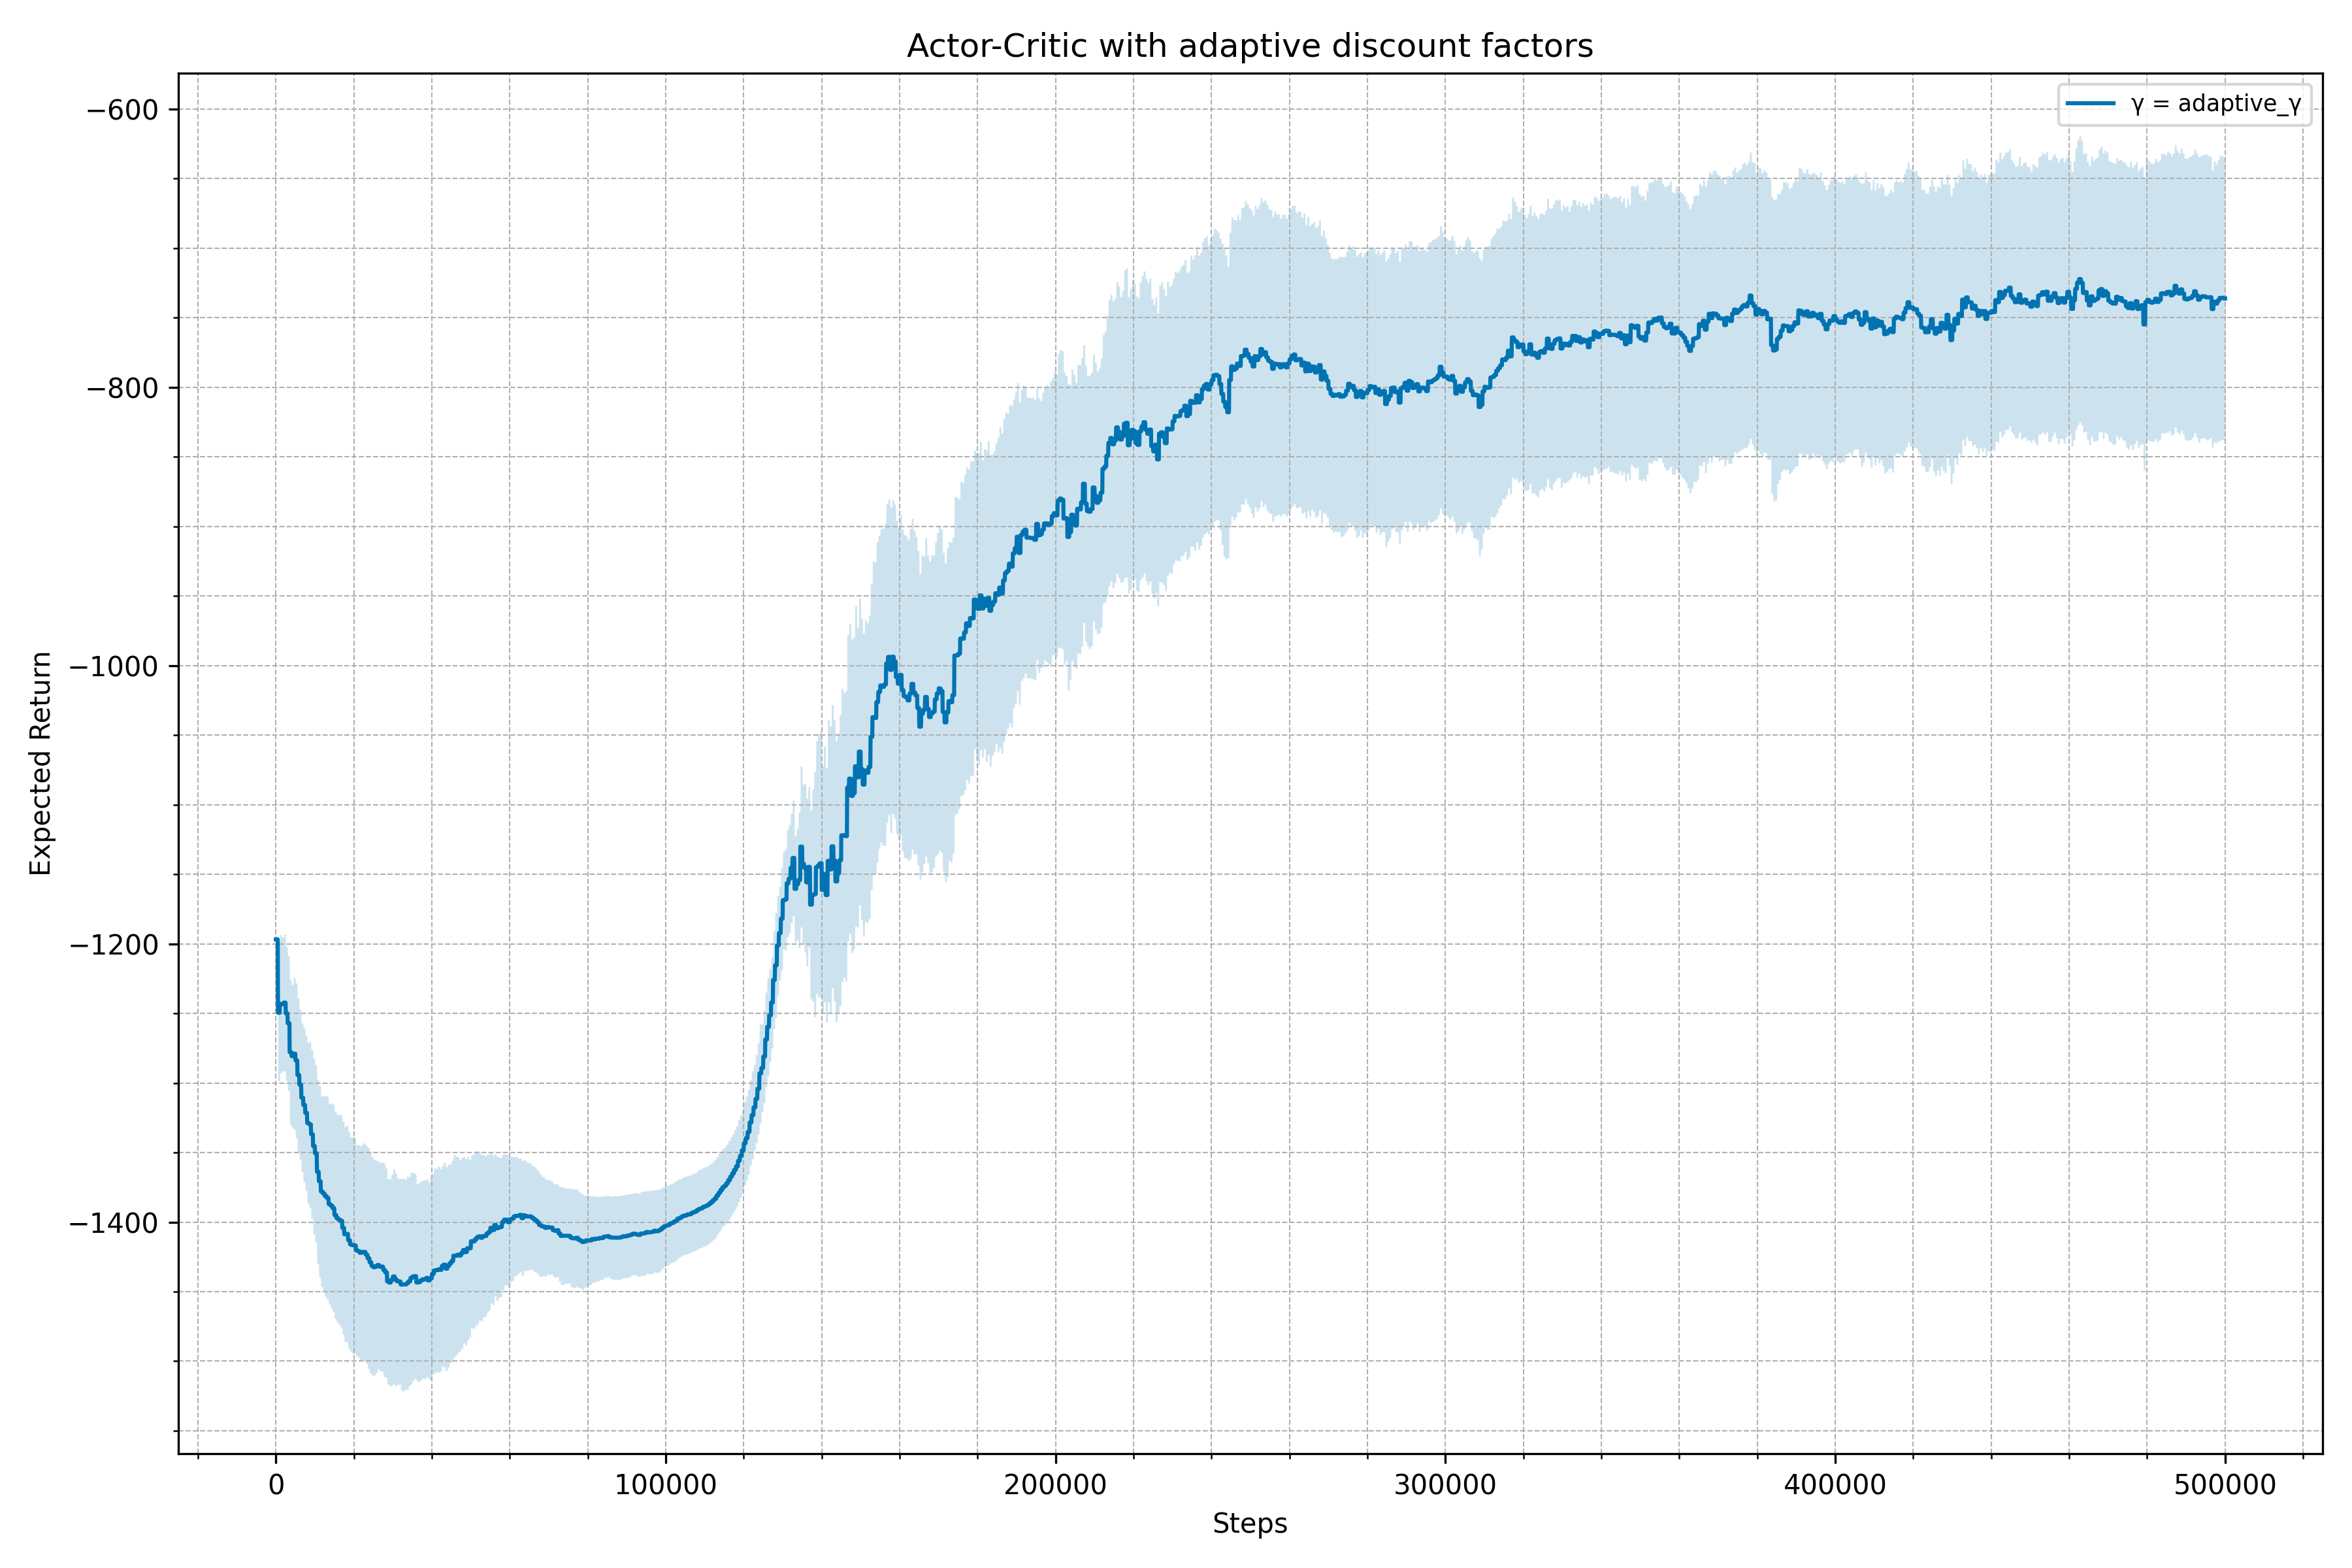 Actor-Critic with adaptive discount factors
γ = adaptive_γ
Expected Return
−600
−800
−1000
−1200
−1400
0 100000 200000 300000 400000 500000
Steps